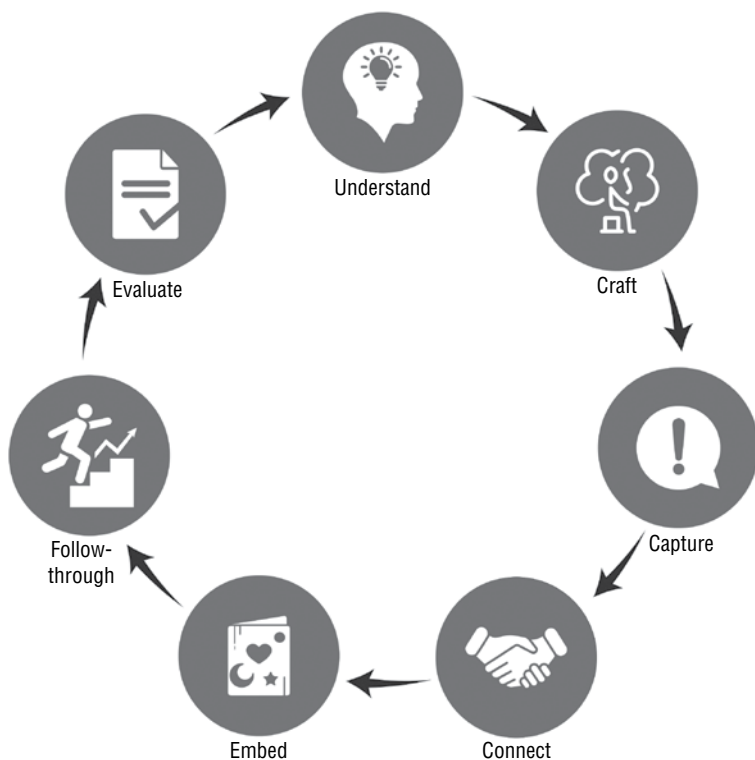 Understand
Craft
Capture
Connect
Embed
Follow-
through
Evaluate